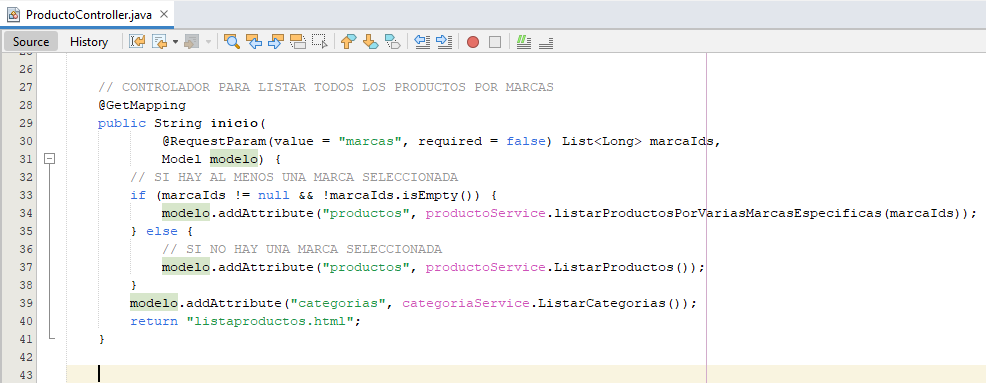 ProductoController.java
Source History
26
27 // CONTROLADOR PARA LISTAR TODOS LOS PRODUCTOS POR MARCAS
28 @GetMapping
29 public String inicio(
30 @RequestParam(value = "marcas", required = false) List<Long> marcaIds,
31 Model modelo) {
32 // SI HAY AL MENOS UNA MARCA SELECCIONADA
33 if (marcaIds != null && !marcaIds.isEmpty()) {
34 modelo.addAttribute("productos", productoService.listarProductosPorVariasMarcasEspecificas(marcaIds));
35 } else {
36 // SI NO HAY UNA MARCA SELECCIONADA
37 modelo.addAttribute("productos", productoService.ListarProductos());
38 }
39 modelo.addAttribute("categorias", categoriaService.ListarCategorias());
40 return "listaproductos.html";
41 }
42
43